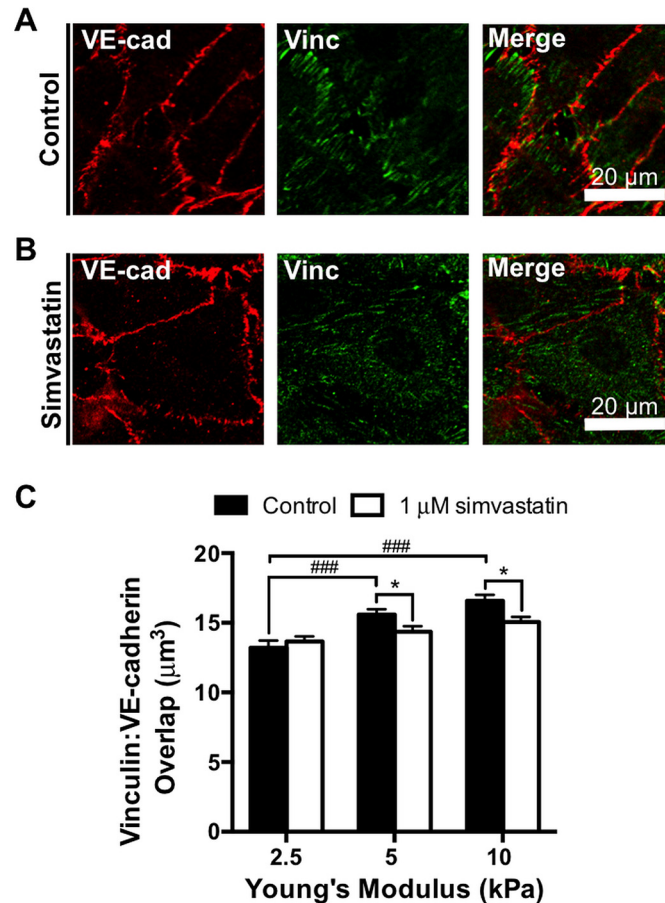 A
VE-cad Vinc Merge
Control
20 μm
B
VE-cad Vinc Merge
Simvastatin
20 μm
C
Control 1 μM simvastatin
###
###
*
*
20
15
10
5
0
Vinculin:VE-cadherin
Overlap (μm³)
2.5 5 10
Young's Modulus (kPa)